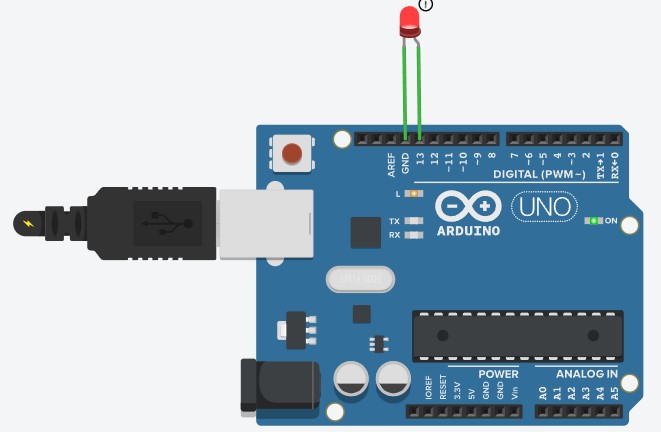 !
AREF
GND
13
12
~11
~10
~9
8
7
~6
~5
4
~3
2
TX→1
RX←0
DIGITAL (PWM~)
L
TX
RX
UNO
ON
ARDUINO
POWER
ANALOG IN
IOREF
RESET
3.3V
5V
GND
GND
Vin
A0
A1
A2
A3
A4
A5